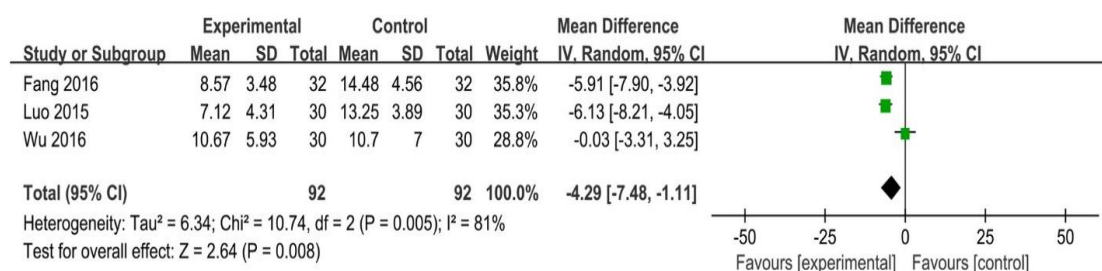 Experimental Control Mean Difference Mean Difference
Study or Subgroup Mean SD Total Mean SD Total Weight IV, Random, 95% CI IV, Random, 95% CI
Fang 2016 8.57 3.48 32 14.48 4.56 32 35.8% -5.91 [-7.90, -3.92]
Luo 2015 7.12 4.31 30 13.25 3.89 30 35.3% -6.13 [-8.21, -4.05]
Wu 2016 10.67 5.93 30 10.7 7 30 28.8% -0.03 [-3.31, 3.25]
Total (95% CI) 92 92 100.0% -4.29 [-7.48, -1.11]
Heterogeneity: Tau² = 6.34; Chi² = 10.74, df = 2 (P = 0.005); I² = 81%
Test for overall effect: Z = 2.64 (P = 0.008)
-50 -25 0 25 50
Favours [experimental] Favours [control]